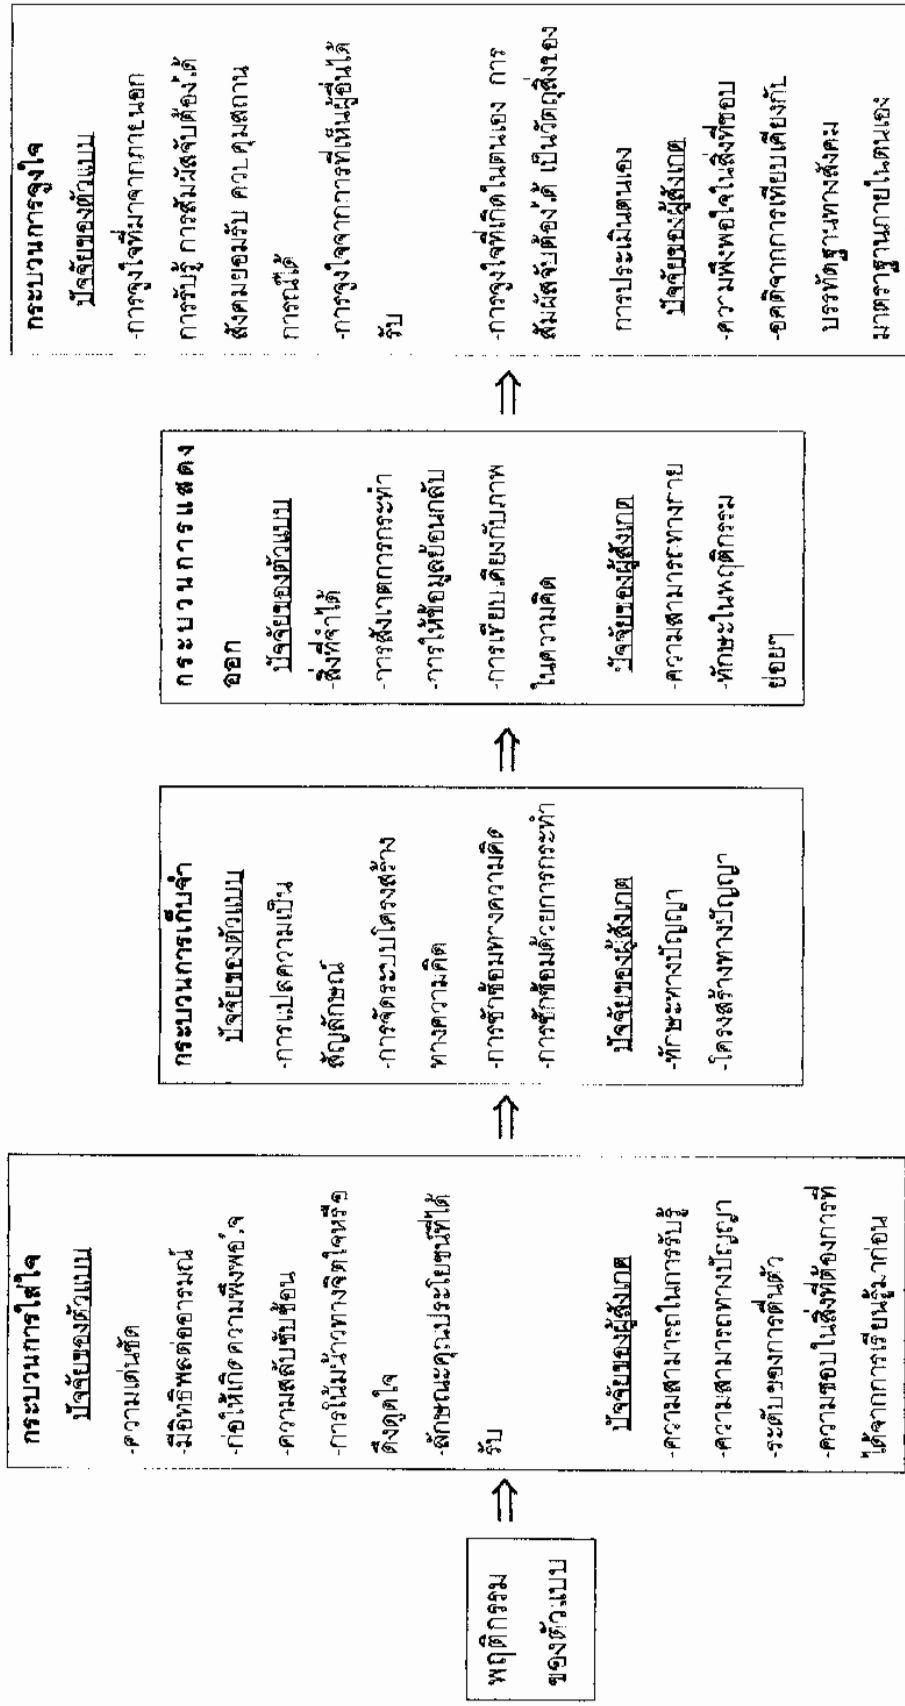 พฤติกรรม
ของตัวแบบ
กระบวนการใส่ใจ
ปัจจัยของตัวแบบ
-ความเด่นชัด
-มีอิทธิพลต่ออารมณ์
-ก่อให้เกิดความพึงพอใจ
-ความสลับซับซ้อน
-การโน้มน้าวทางจิตใจหรือ
ดึงดูดใจ
-ลักษณะคุณประโยชน์ที่ได้
รับ
ปัจจัยของผู้สังเกต
-ความสามารถในการรับรู้
-ความสามารถทางปัญญา
-ระดับของการตื่นตัว
-ความชอบในสิ่งที่ต้องการที่
ได้จากการเรียนรู้มาก่อน
กระบวนการเก็บจำ
ปัจจัยของตัวแบบ
-การแปลความเป็น
สัญลักษณ์
-การจัดระบบโครงสร้าง
ทางความคิด
-การซักซ้อมทางความคิด
-การซักซ้อมด้วยการกระทำ
ปัจจัยของผู้สังเกต
-ทักษะทางปัญญา
-โครงสร้างทางปัญญา
กระบวนการแสดง
ออก
ปัจจัยของตัวแบบ
-สิ่งที่จำได้
-การสังเกตการกระทำ
-การให้ข้อมูลย้อนกลับ
-การเทียบเคียงกับภาพ
ในความคิด
ปัจจัยของผู้สังเกต
-ความสามารถทางกาย
-ทักษะในพฤติกรรม
ย่อยๆ
กระบวนการจูงใจ
ปัจจัยของตัวแบบ
-การจูงใจที่มาจากภายนอก
การรับรู้ การสัมผัสจับต้องได้
สังคมยอมรับ ควบคุมสถาน
การณ์ได้
-การจูงใจจากการที่เห็นผู้อื่นได้
รับ
-การจูงใจที่เกิดในตนเอง การ
สัมผัสจับต้องได้ เป็นวัตถุสิ่งของ
การประเมินตนเอง
ปัจจัยของผู้สังเกต
-ความพึงพอใจในสิ่งที่ชอบ
-อคติจากการเทียบเคียงกับ
บรรทัดฐานทางสังคม
มาตราฐานภายในตนเอง